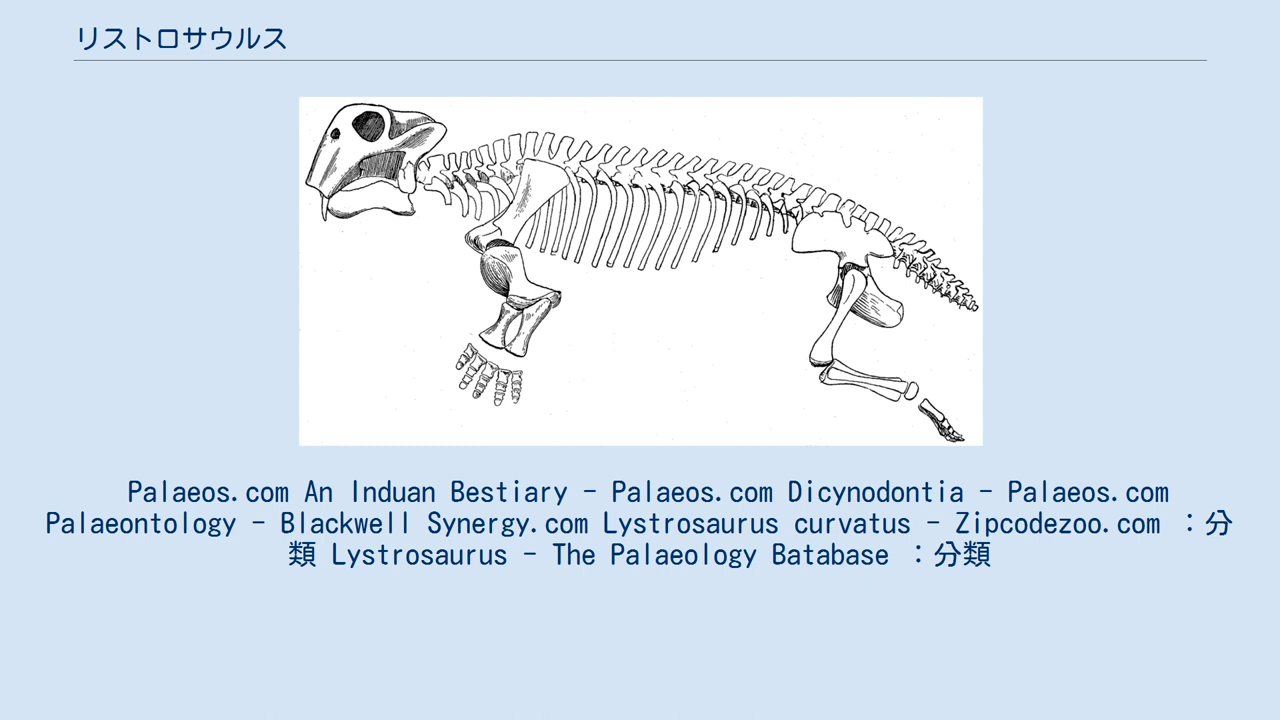 リストロサウルス
Palaeos.com An Induan Bestiary - Palaeos.com Dicynodontia - Palaeos.com
Palaeontology - Blackwell Synergy.com Lystrosaurus curvatus - Zipcodezoo.com ：分
類 Lystrosaurus - The Palaeology Batabase ：分類